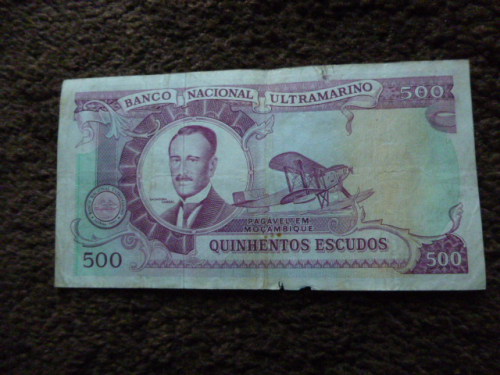 BANCO NACIONAL ULTRAMARINO
500
PAGÁVEL EM
MOÇAMBIQUE
QUINHENTOS ESCUDOS
500
500